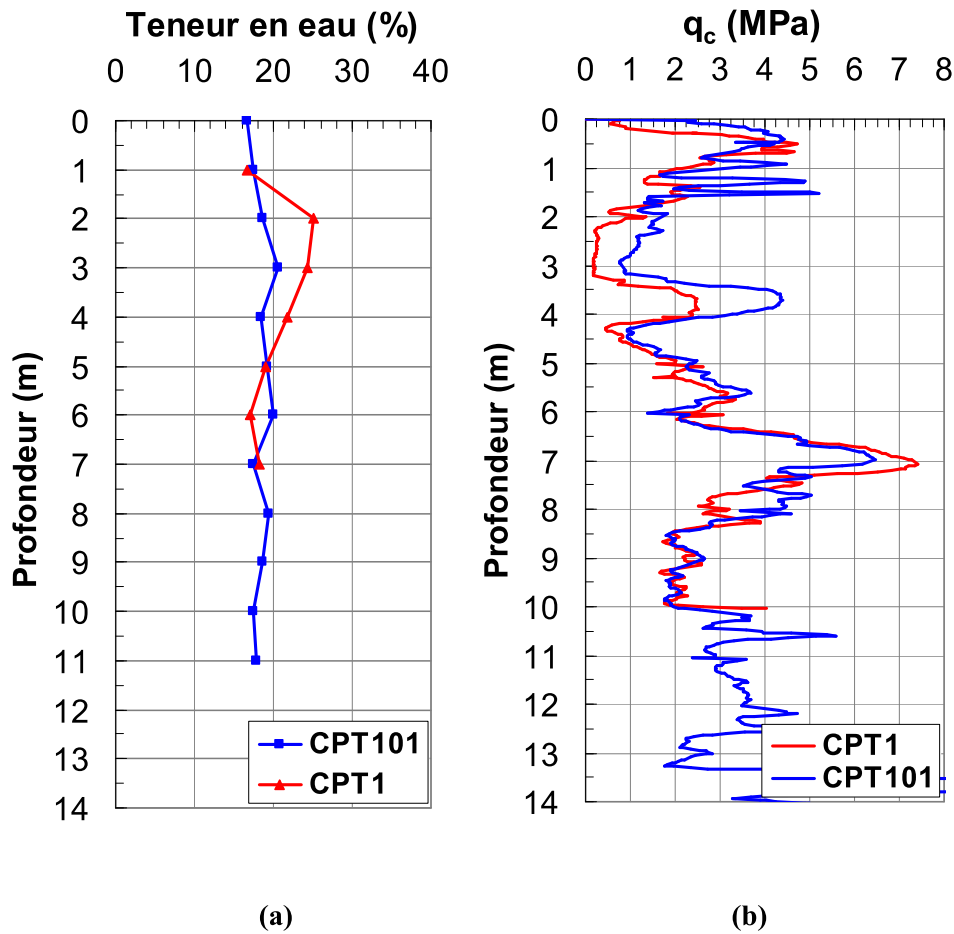 Teneur en eau (%)
0 10 20 30 40
0
1
2
3
4
5
6
7
8
9
10
11
12
13
14
Profondeur (m)
CPT101
CPT1
(a)
qc (MPa)
0 1 2 3 4 5 6 7 8
0
1
2
3
4
5
6
7
8
9
10
11
12
13
14
Profondeur (m)
CPT1
CPT101
(b)